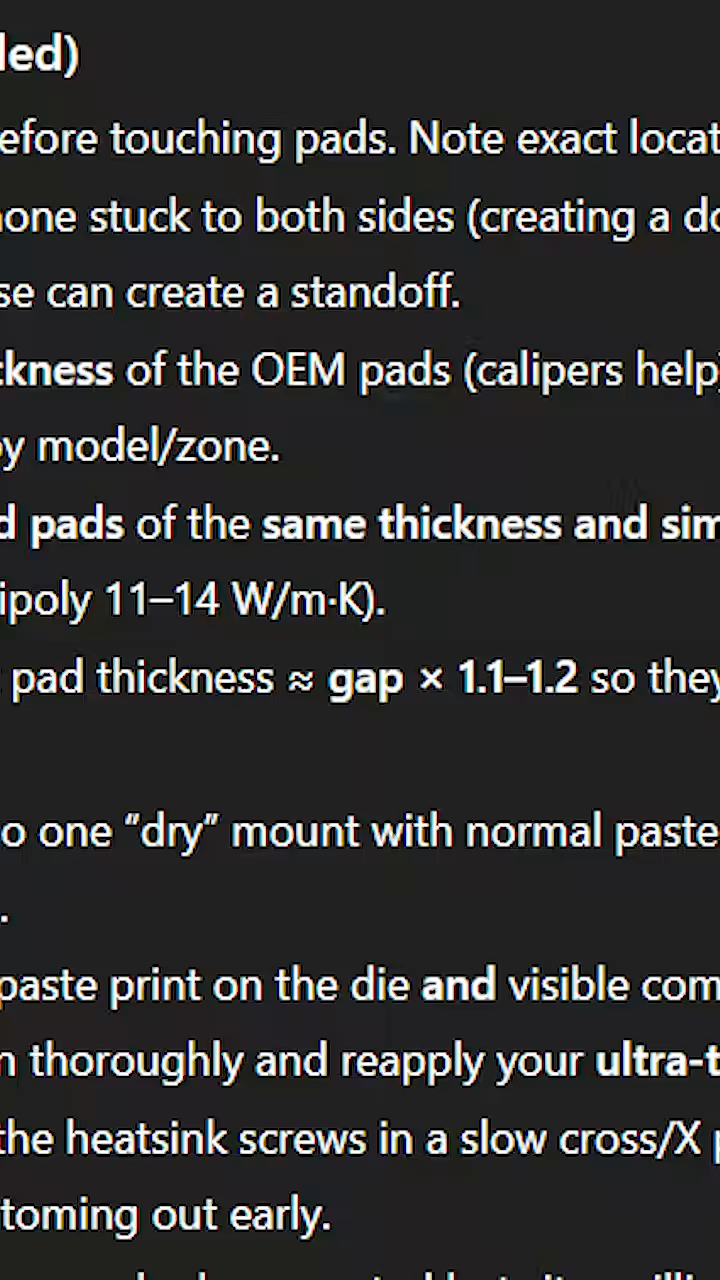 led)
efore touching pads. Note exact locat
none stuck to both sides (creating a do
se can create a standoff.
ckness of the OEM pads (calipers help)
by model/zone.
d pads of the same thickness and sim
ipoly 11–14 W/m·K).
pad thickness ≈ gap × 1.1–1.2 so they
o one “dry” mount with normal paste
.
paste print on the die and visible com
n thoroughly and reapply your ultra-t
the heatsink screws in a slow cross/X p
toming out early.